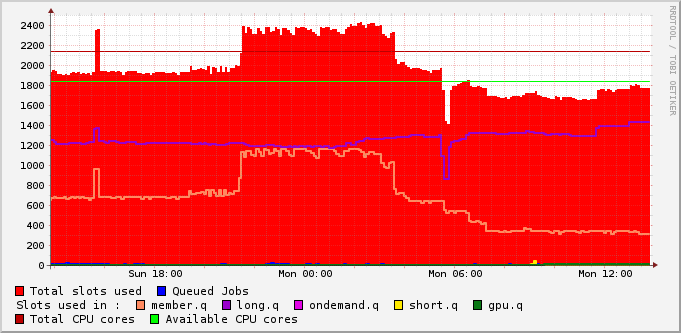 2400
2200
2000
1800
1600
1400
1200
1000
800
600
400
200
0
Sun 18:00 Mon 00:00 Mon 06:00 Mon 12:00
RRDTOOL / TOBI OETIKER
Total slots used Queued Jobs
Slots used in : member.q long.q ondemand.q short.q gpu.q
Total CPU cores Available CPU cores